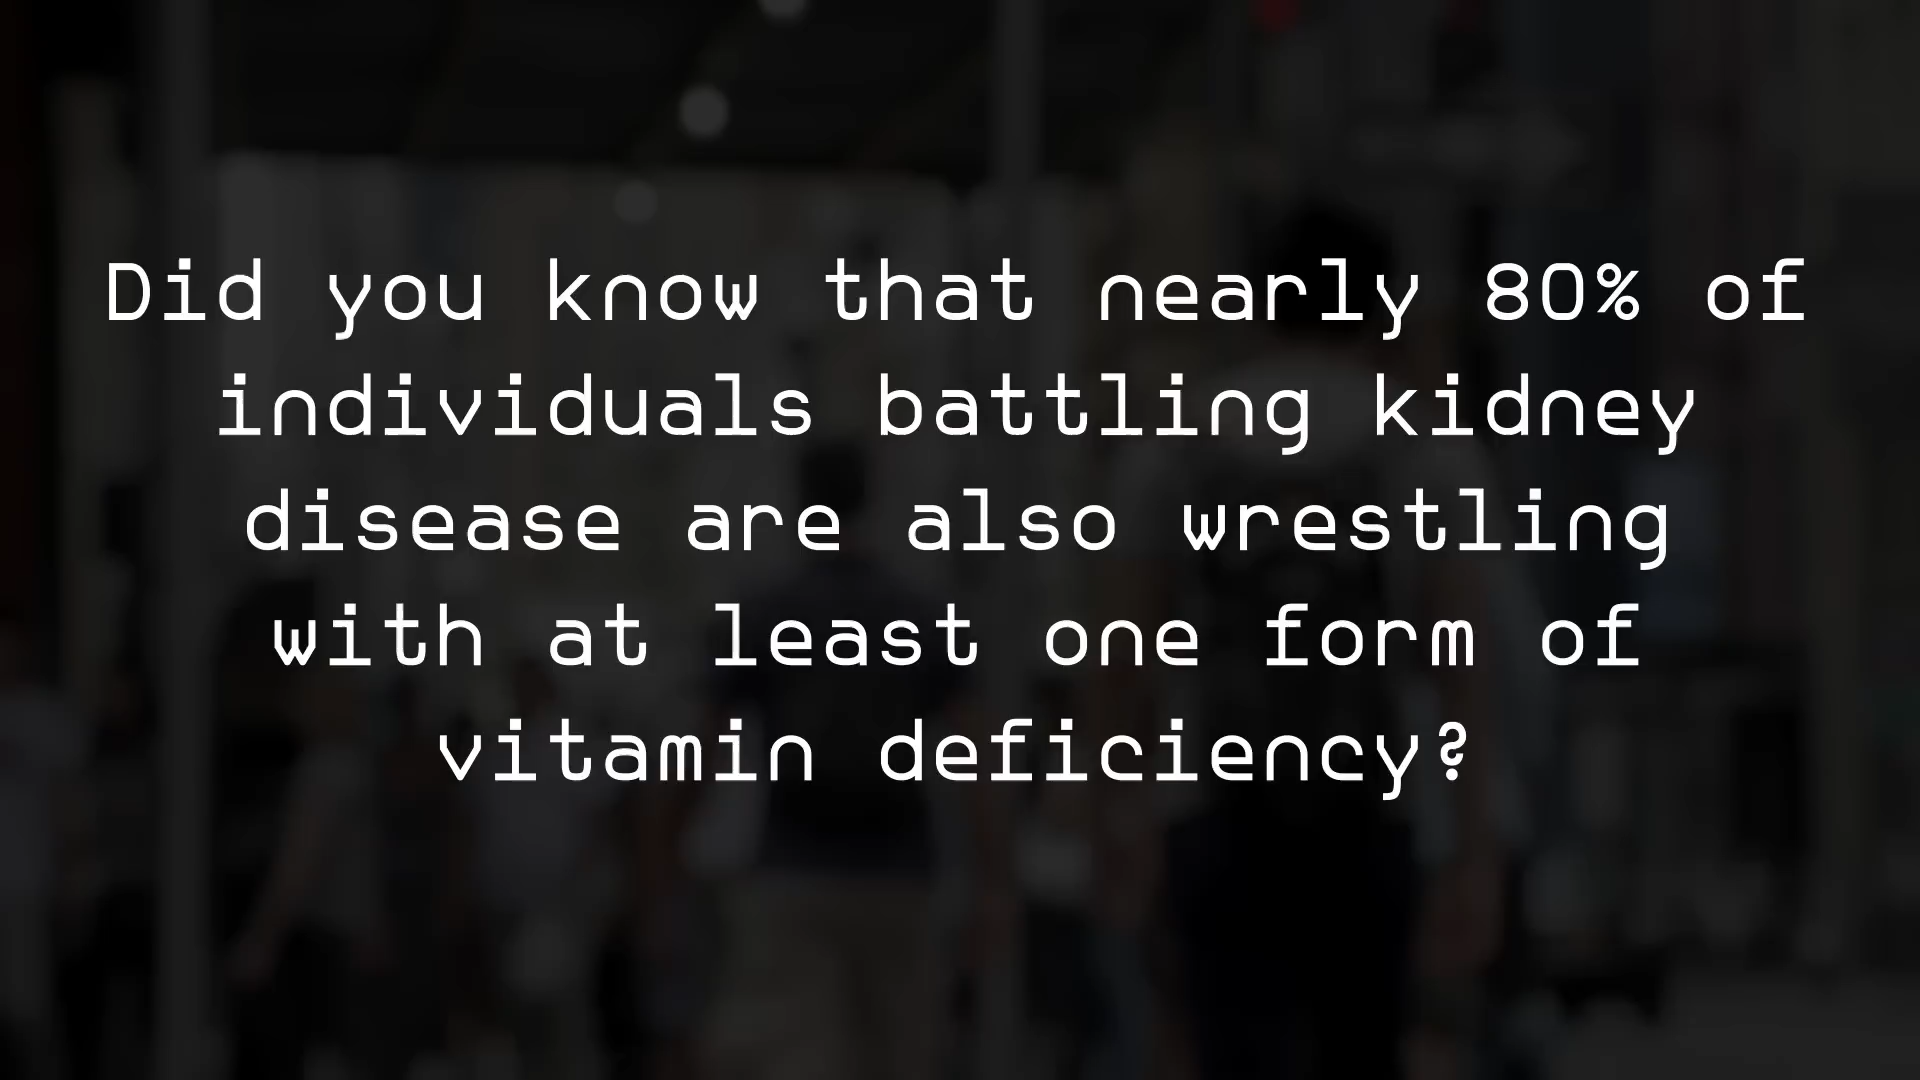 Did you know that nearly 80% of
individuals battling kidney
disease are also wrestling
with at least one form of
vitamin deficiency?